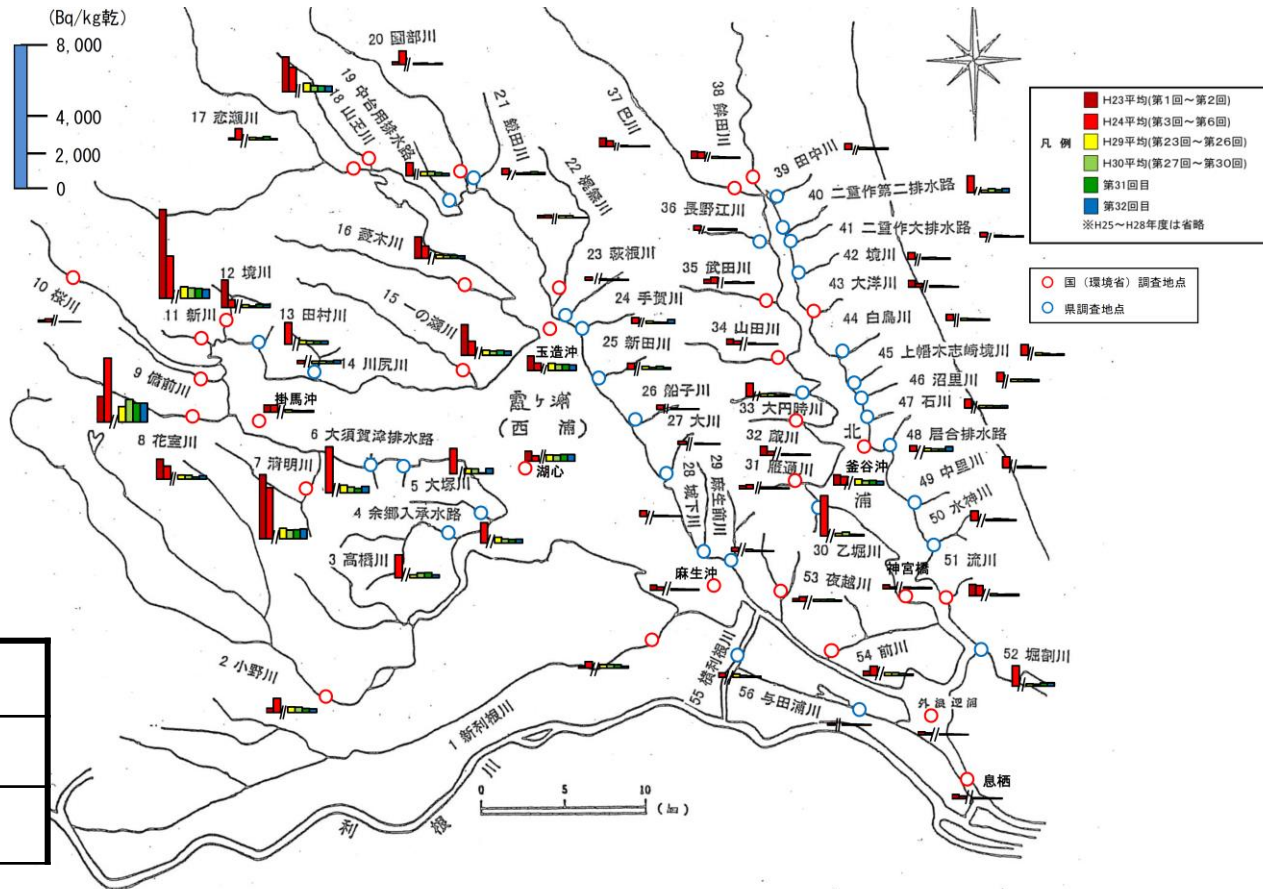 (Bq/kg乾)
8,000
4,000
2,000
0
凡 例
H23平均(第1回～第2回)
H24平均(第3回～第6回)
H29平均(第23回～第26回)
H30平均(第27回～第30回)
第31回目
第32回目
※H25～H28年度は省略
国（環境省）調査地点
県調査地点
20 園部川
19 中台用排水路
18 山王川
17 恋瀬川
21 鎌田川
22 梶無川
16 菱木川
23 萩根川
24 手賀川
25 新田川
26 船子川
27 大川
28 城下川
29 麻生前川
15 一の瀬川
14 川尻川
13 田村川
12 境川
11 新川
10 桜川
9 備前川
8 花室川
7 清明川
6 大須賀津排水路
5 大塚川
4 余郷入承水路
3 高橋川
2 小野川
1 新利根川
利 根 川
掛馬沖
玉造沖
霞ヶ浦
(西 浦)
湖心
麻生沖
37 巴川
38 鉾田川
39 田中川
40 二重作第二排水路
41 二重作大排水路
42 境川
43 大洋川
44 白鳥川
45 上幡木志崎境川
46 沼里川
47 石川
48 居合排水路
49 中里川
50 水神川
51 流川
52 堀割川
36 長野江川
35 武田川
34 山田川
33 大円時川
32 蔵川
31 雁通川
30 乙堀川
北
浦
釜谷沖
神宮橋
53 夜越川
54 前川
55 横利根川
56 与田浦川
外浪逆浦
息栖
0
5
10
(㎞)